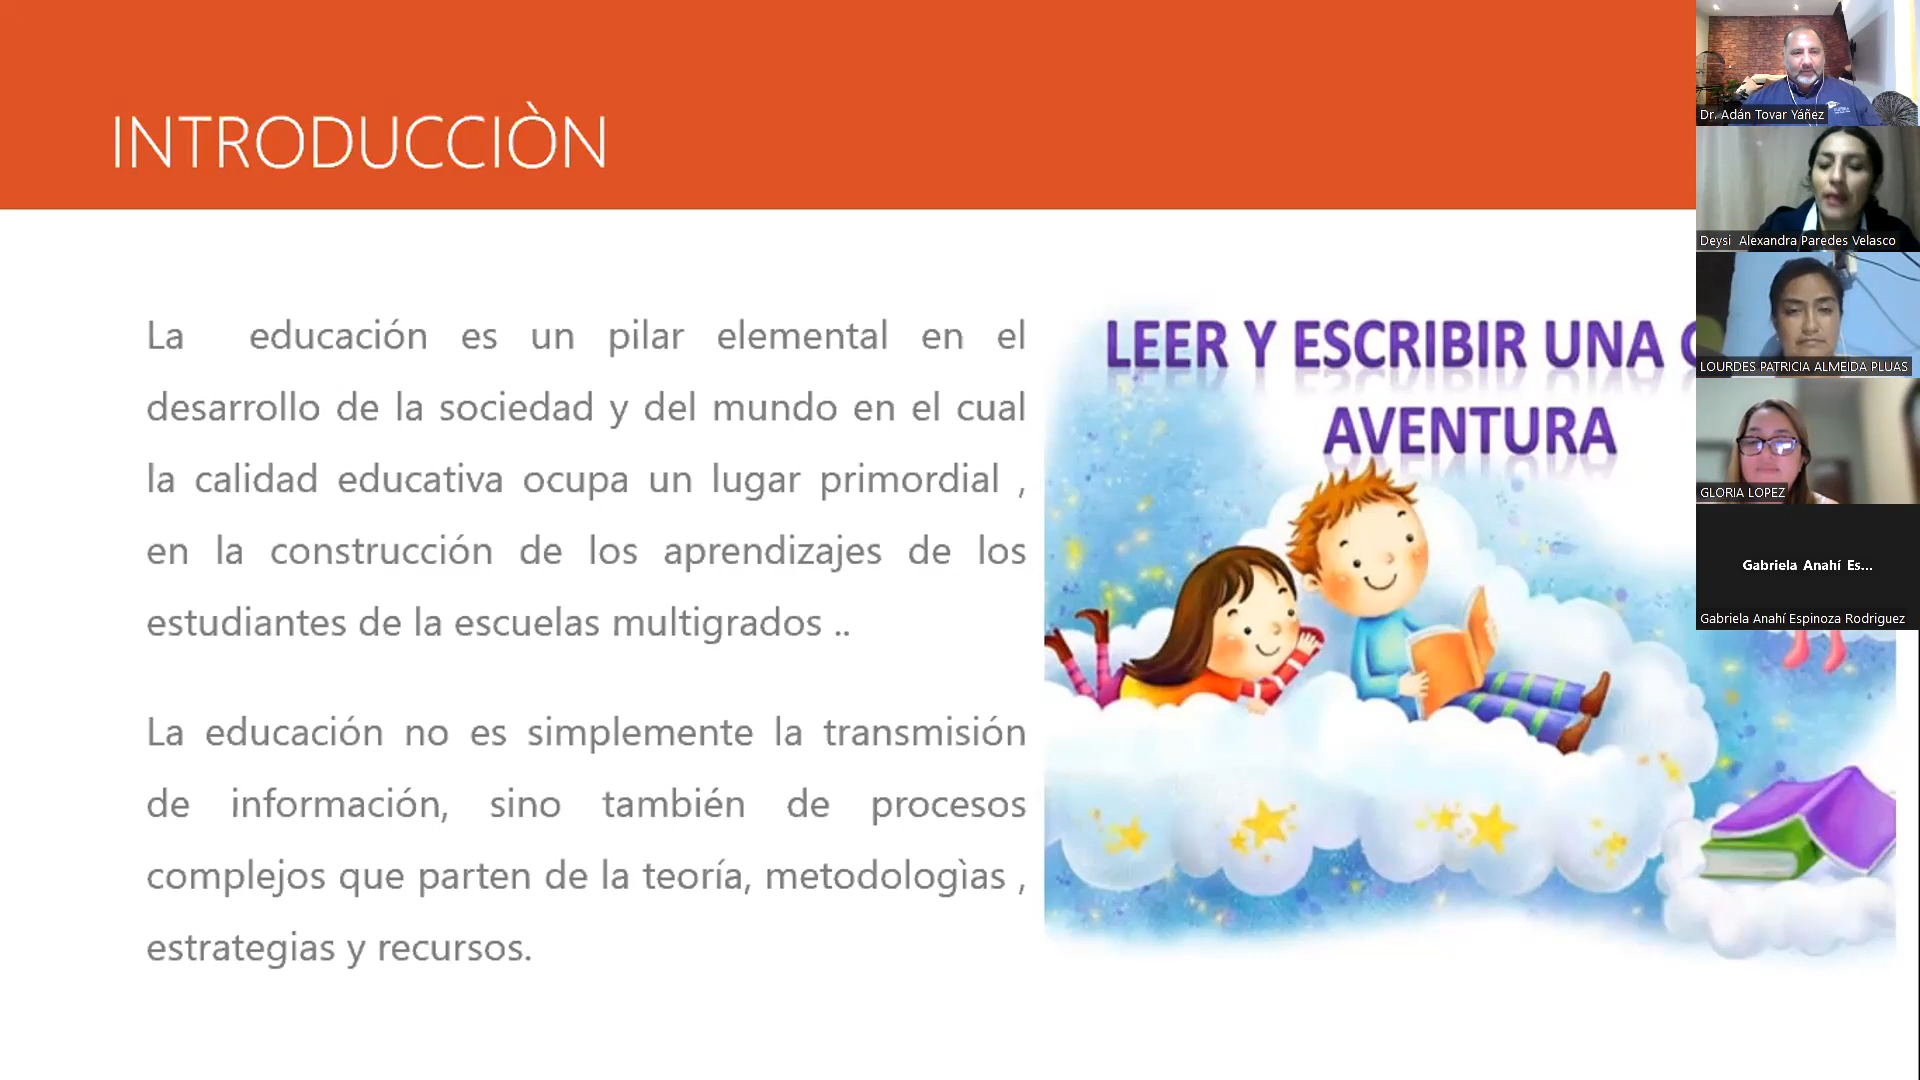 INTRODUCCIÒN
La educación es un pilar elemental en el
desarrollo de la sociedad y del mundo en el cual
la calidad educativa ocupa un lugar primordial ,
en la construcción de los aprendizajes de los
estudiantes de la escuelas multigrados ..
La educación no es simplemente la transmisión
de información, sino también de procesos
complejos que parten de la teoría, metodologìas ,
estrategias y recursos.
LEER Y ESCRIBIR UNA
AVENTURA
Dr. Adán Tovar Yáñez
Deysi Alexandra Paredes Velasco
LOURDES PATRICIA ALMEIDA PLUAS
GLORIA LOPEZ
Gabriela Anahí Es...
Gabriela Anahí Espinoza Rodriguez